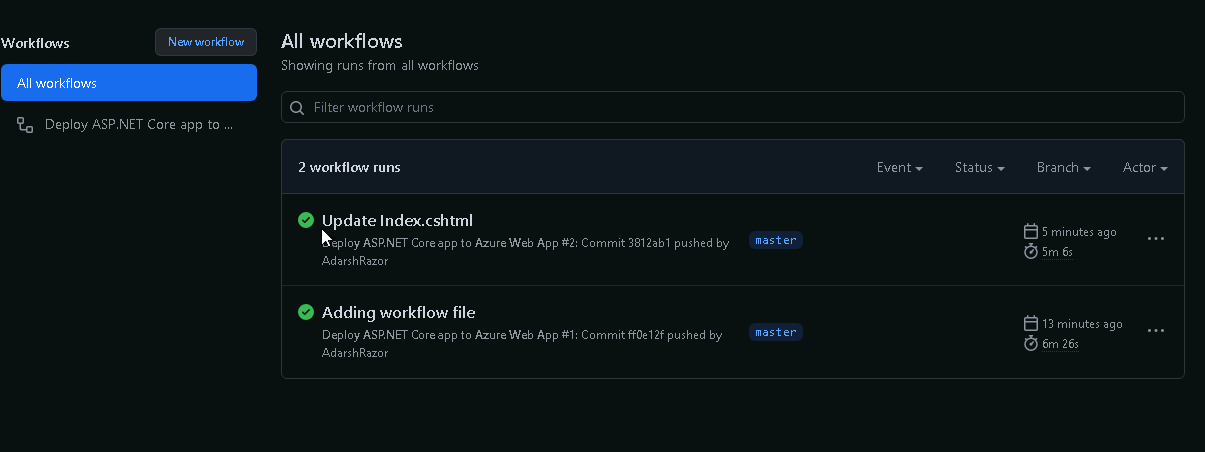 Workflows
New workflow
All workflows
Deploy ASP.NET Core app to ...
All workflows
Showing runs from all workflows
Filter workflow runs
2 workflow runs
Event
Status
Branch
Actor
Update Index.cshtml
Deploy ASP.NET Core app to Azure Web App #2: Commit 3812ab1 pushed by
AdarshRazor
master
5 minutes ago
5m 6s
Adding workflow file
Deploy ASP.NET Core app to Azure Web App #1: Commit ff0e12f pushed by
AdarshRazor
master
13 minutes ago
6m 26s